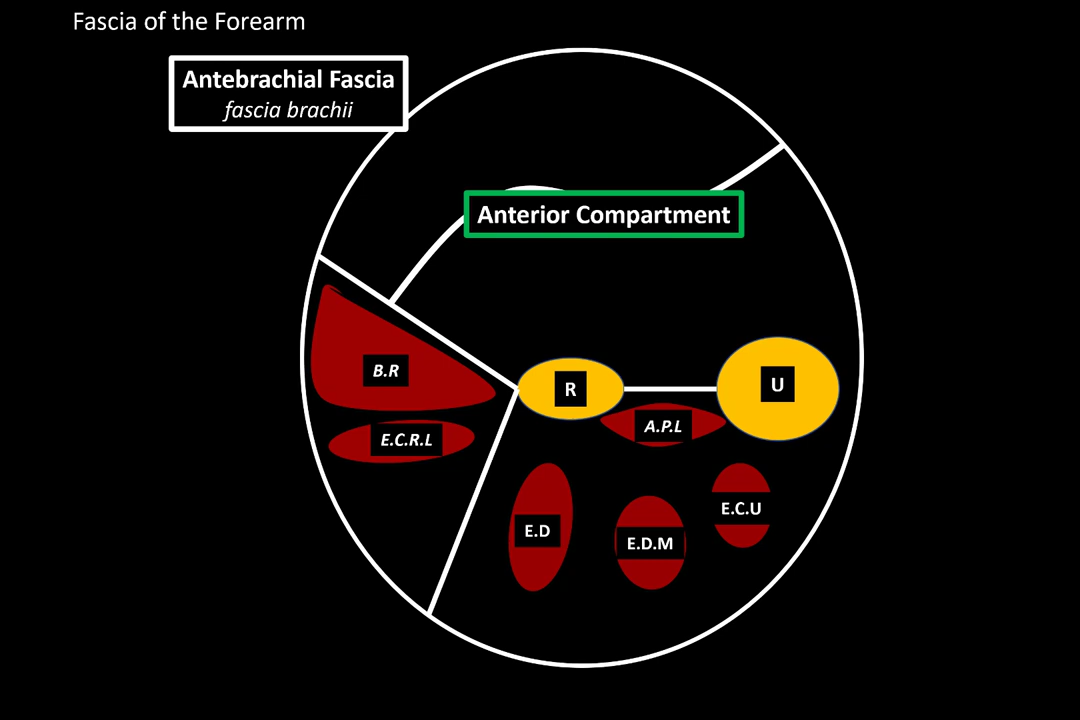 Fascia of the Forearm
Antebrachial Fascia
fascia brachii
Anterior Compartment
B.R
R
U
E.C.R.L
A.P.L
E.D
E.D.M
E.C.U